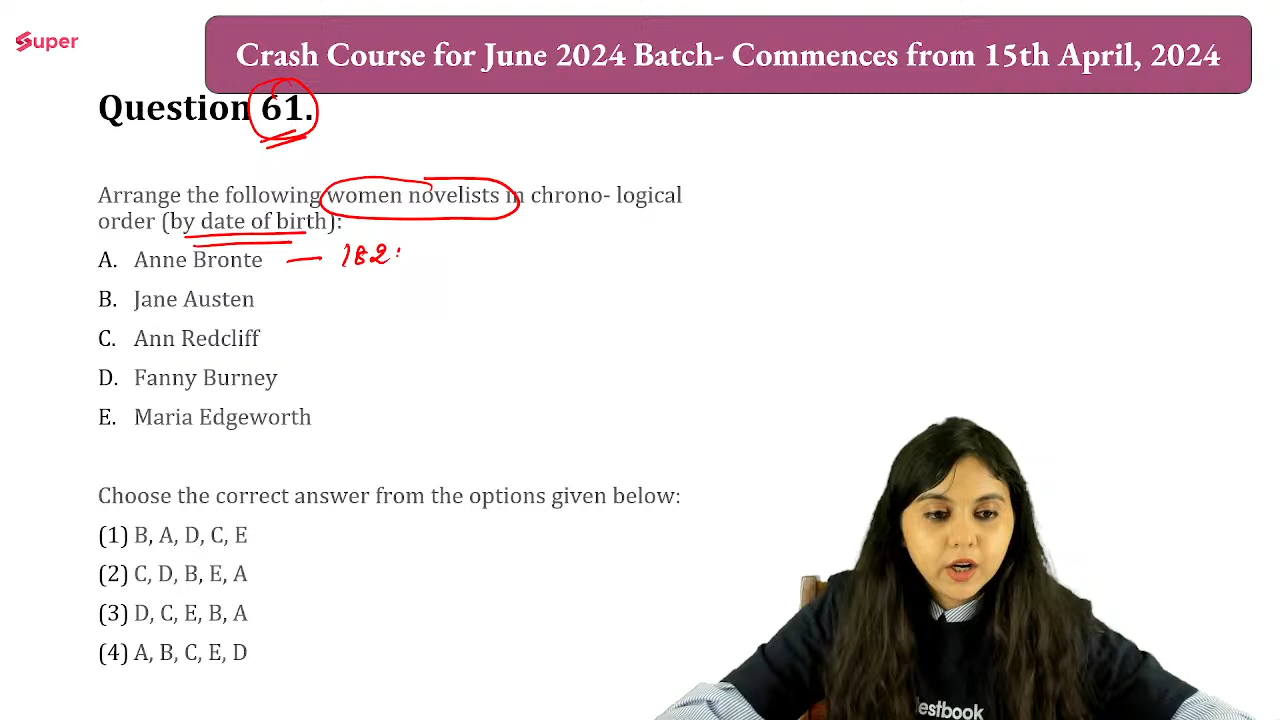 Super
Crash Course for June 2024 Batch- Commences from 15th April, 2024
Question 61.
Arrange the following women novelists in chrono- logical
order (by date of birth):
A. Anne Bronte — 182
B. Jane Austen
C. Ann Redcliff
D. Fanny Burney
E. Maria Edgeworth
Choose the correct answer from the options given below:
(1) B, A, D, C, E
(2) C, D, B, E, A
(3) D, C, E, B, A
(4) A, B, C, E, D
testbook